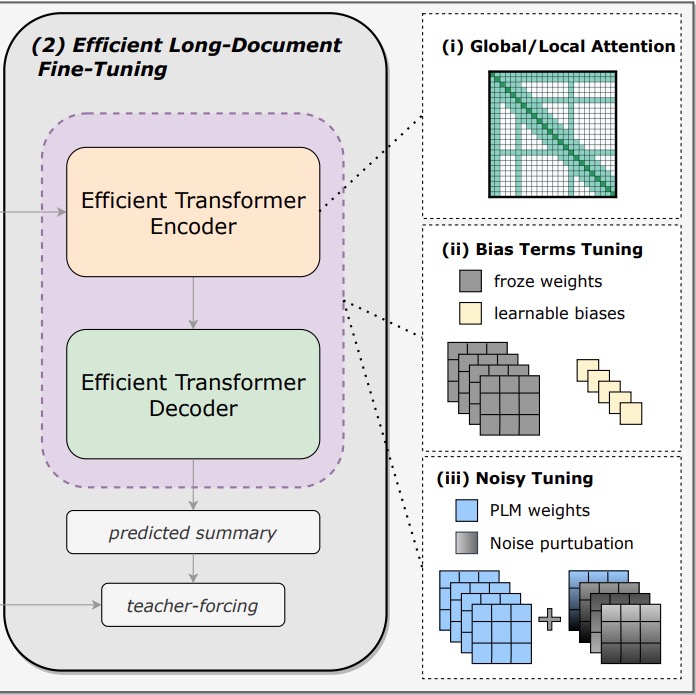 (2) Efficient Long-Document
Fine-Tuning
Efficient Transformer
Encoder
Efficient Transformer
Decoder
predicted summary
teacher-forcing
(i) Global/Local Attention
(ii) Bias Terms Tuning
froze weights
learnable biases
(iii) Noisy Tuning
PLM weights
Noise purtubation